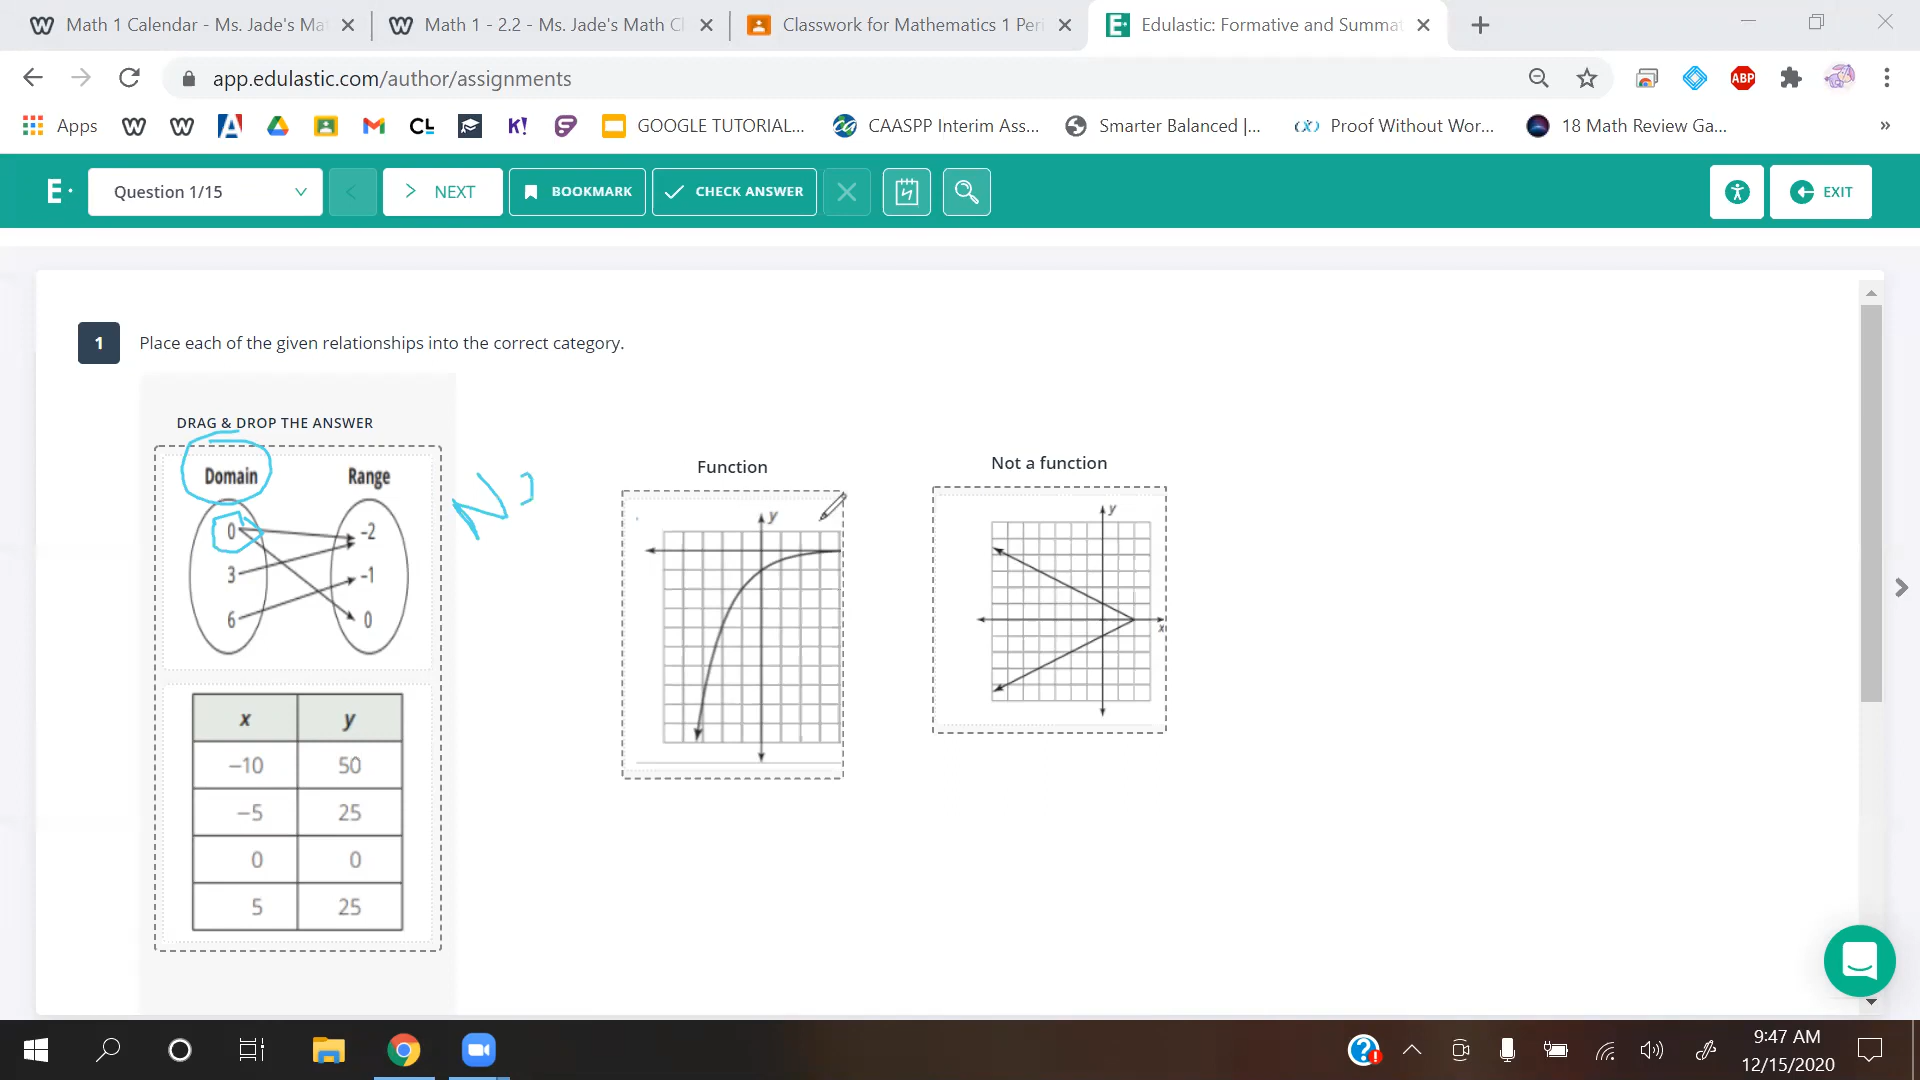 Math 1 Calendar - Ms. Jade's Mat
Math 1 - 2.2 - Ms. Jade's Math Cl
Classwork for Mathematics 1 Peri
Edulastic: Formative and Summat
app.edulastic.com/author/assignments
ABP
Apps
CL
K!
GOOGLE TUTORIAL...
CAASPP Interim Ass...
Smarter Balanced |...
(X) Proof Without Wor...
18 Math Review Ga...
»
E·
Question 1/15
NEXT
BOOKMARK
CHECK ANSWER
EXIT
1
Place each of the given relationships into the correct category.
DRAG & DROP THE ANSWER
Domain Range
0 -2
3 -1
6 0
x y
-10 50
-5 25
0 0
5 25
Function
y
Not a function
y
x
9:47 AM
12/15/2020